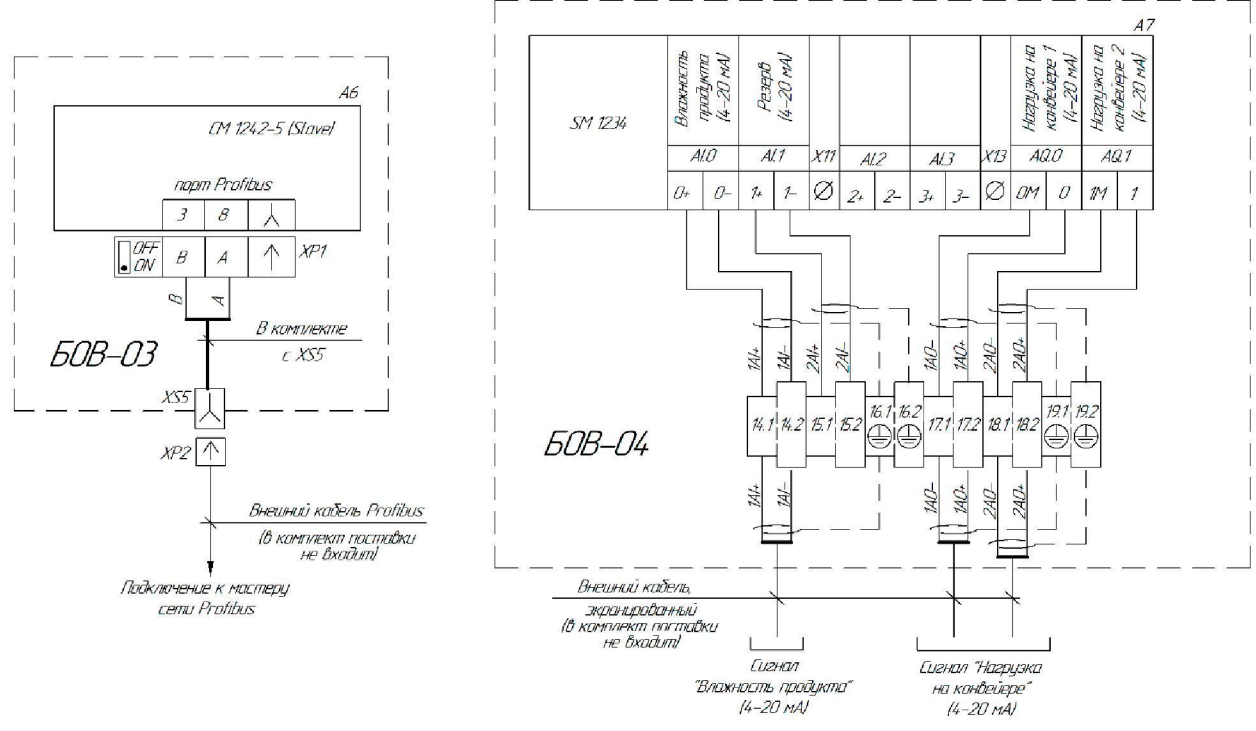 А6
CM 1242-5 (Slave)
порт Profibus
3
8
OFF
ON
B
A
XP1
B
A
В комплекте
с XS5
БОВ-03
XS5
XP2
Внешний кабель Profibus
(в комплект поставки
не входит)
Подключение к мастеру
сети Profibus
А7
SM 1234
Влажность
продукта
(4-20 мА)
Резерв
(4-20 мА)
Нагрузка на
конвейере 1
(4-20 мА)
Нагрузка на
конвейере 2
(4-20 мА)
AI.0
AI.1
X11
AI.2
AI.3
X13
AQ.0
AQ.1
0+
0-
1+
1-
2+
2-
3+
3-
0M
0
1M
1
1AI+
1AI-
2AI+
2AI-
1AO-
1AO+
2AO-
2AO+
14.1
14.2
15.1
15.2
16.1
16.2
17.1
17.2
18.1
18.2
19.1
19.2
БОВ-04
1AI+
1AI-
1AO-
1AO+
2AO-
2AO+
Внешний кабель,
экранированный
(в комплект поставки
не входит)
Сигнал
"Влажность продукта"
(4-20 мА)
Сигнал "Нагрузка
на конвейере"
(4-20 мА)